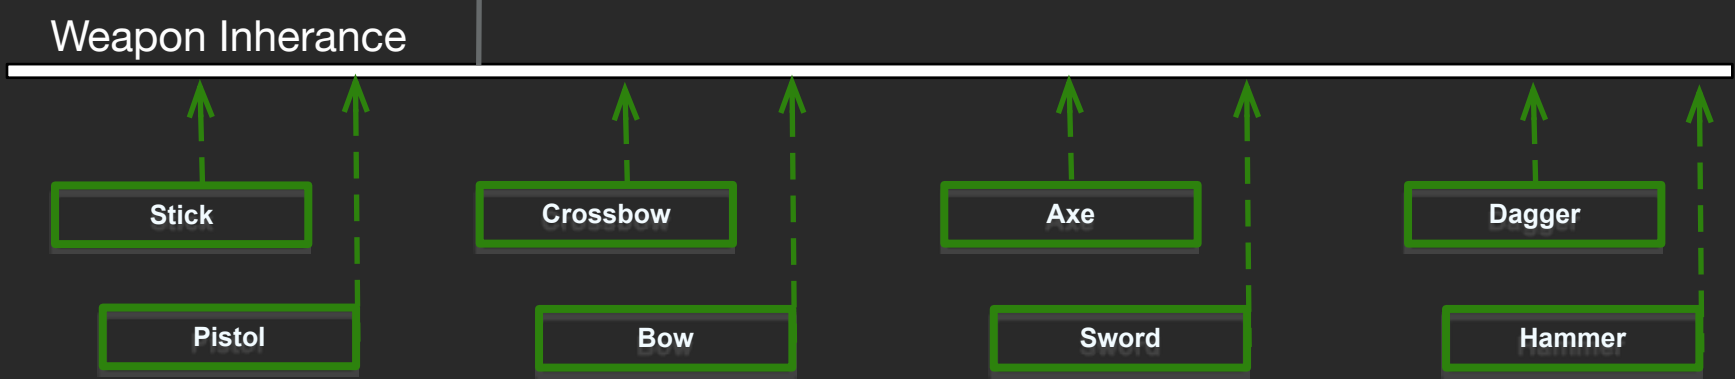 Weapon Inherance
Stick
Crossbow
Axe
Dagger
Pistol
Bow
Sword
Hammer